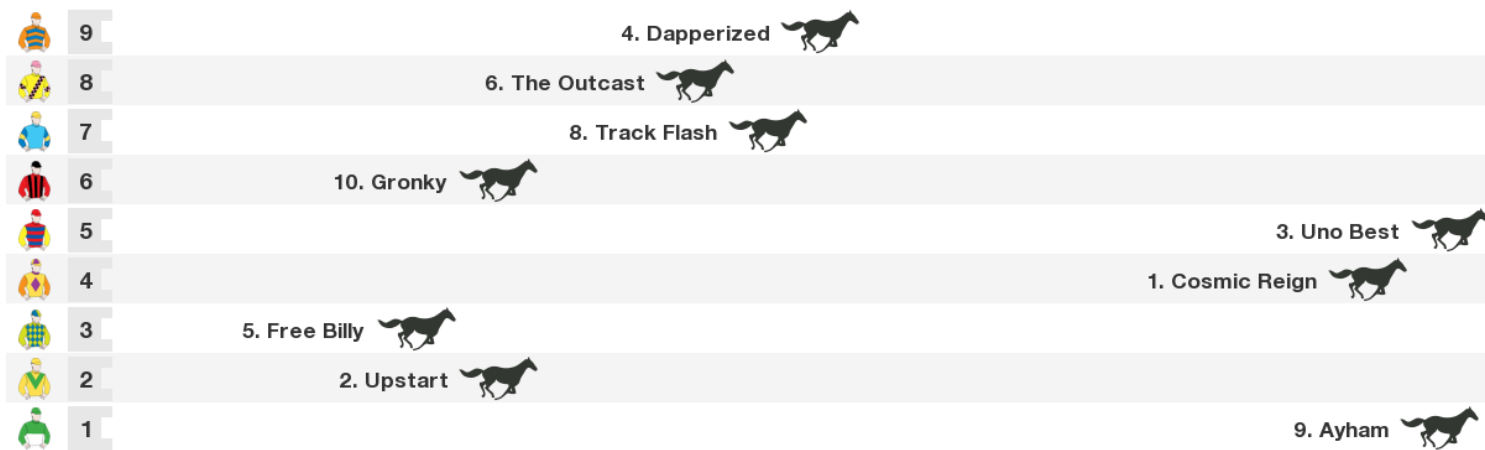 9 4. Dapperized
8 6. The Outcast
7 8. Track Flash
6 10. Gronky
5 3. Uno Best
4 1. Cosmic Reign
3 5. Free Billy
2 2. Upstart
1 9. Ayham